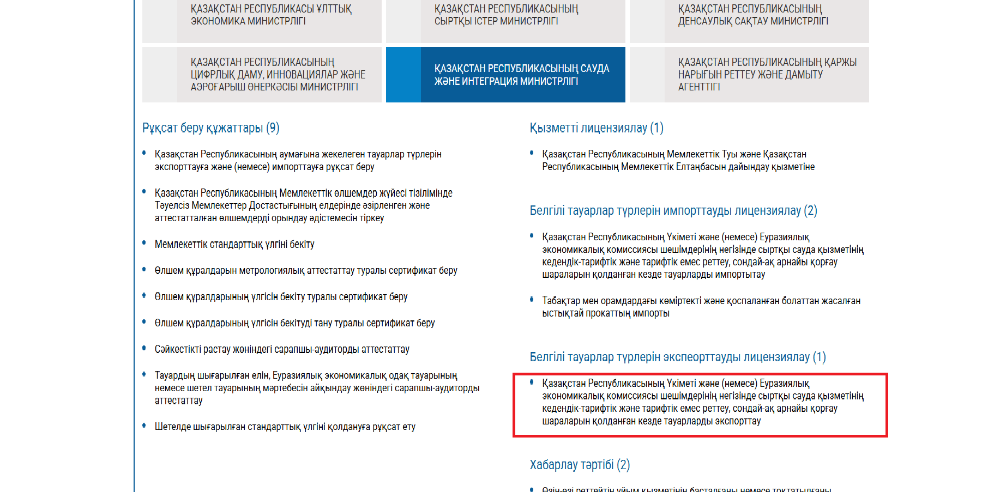 ҚАЗАҚСТАН РЕСПУБЛИКАСЫ ҰЛТТЫҚ
ЭКОНОМИКА МИНИСТРЛІГІ
ҚАЗАҚСТАН РЕСПУБЛИКАСЫНЫҢ
СЫРТҚЫ ІСТЕР МИНИСТРЛІГІ
ҚАЗАҚСТАН РЕСПУБЛИКАСЫНЫҢ
ДЕНСАУЛЫҚ САҚТАУ МИНИСТРЛІГІ
ҚАЗАҚСТАН РЕСПУБЛИКАСЫНЫҢ
ЦИФРЛЫҚ ДАМУ, ИННОВАЦИЯЛАР ЖӘНЕ
АЭРОҒАРЫШ ӨНЕРКӘСІБІ МИНИСТРЛІГІ
ҚАЗАҚСТАН РЕСПУБЛИКАСЫНЫҢ САУДА
ЖӘНЕ ИНТЕГРАЦИЯ МИНИСТРЛІГІ
ҚАЗАҚСТАН РЕСПУБЛИКАСЫНЫҢ ҚАРЖЫ
НАРЫҒЫН РЕТТЕУ ЖӘНЕ ДАМЫТУ
АГЕНТТІГІ
Рұқсат беру құжаттары (9)
Қазақстан Республикасының аумағына жекелеген тауарлар түрлерін
экспорттауға және (немесе) импорттауға рұқсат беру
Қазақстан Республикасының Мемлекеттік өлшемдер жүйесі тізілімінде
Тәуелсіз Мемлекеттер Достастығының елдерінде әзірленген және
аттестатталған өлшемдерді орындау әдістемесін тіркеу
Мемлекеттік стандарттық үлгіні бекіту
Өлшем құралдарын метрологиялық аттестаттау туралы сертификат беру
Өлшем құралдарының үлгісін бекіту туралы сертификат беру
Өлшем құралдарының үлгісін бекітуді тану туралы сертификат беру
Сәйкестікті растау жөніндегі сарапшы-аудиторды аттестаттау
Тауардың шығарылған елін, Еуразиялық экономикалық одақ тауарының
немесе шетел тауарының мәртебесін айқындау жөніндегі сарапшы-аудиторды
аттестаттау
Шетелде шығарылған стандарттық үлгіні қолдануға рұқсат ету
Қызметті лицензиялау (1)
Қазақстан Республикасының Мемлекеттік Туы және Қазақстан
Республикасының Мемлекеттік Елтаңбасын дайындау қызметіне
Белгілі тауарлар түрлерін импорттауды лицензиялау (2)
Қазақстан Республикасының Үкіметі және (немесе) Еуразиялық
экономикалық комиссиясы шешімдерінің негізінде сыртқы сауда қызметінің
кедендік-тарифтік және тарифтік емес реттеу, сондай-ақ арнайы қорғау
шараларын қолданған кезде тауарларды импортытау
Табақтар мен орамдардағы көміртекті және қоспаланған болаттан жасалған
ыстықтай прокаттың импорты
Белгілі тауарлар түрлерін экспеорттауды лицензиялау (1)
Қазақстан Республикасының Үкіметі және (немесе) Еуразиялық
экономикалық комиссиясы шешімдерінің негізінде сыртқы сауда қызметінің
кедендік-тарифтік және тарифтік емес реттеу, сондай-ақ арнайы қорғау
шараларын қолданған кезде тауарларды экспорттау
Хабарлау тәртібі (2)
Өзін-өзі реттейтін ұйым қызметінің басталғаны немесе тоқтатылғаны